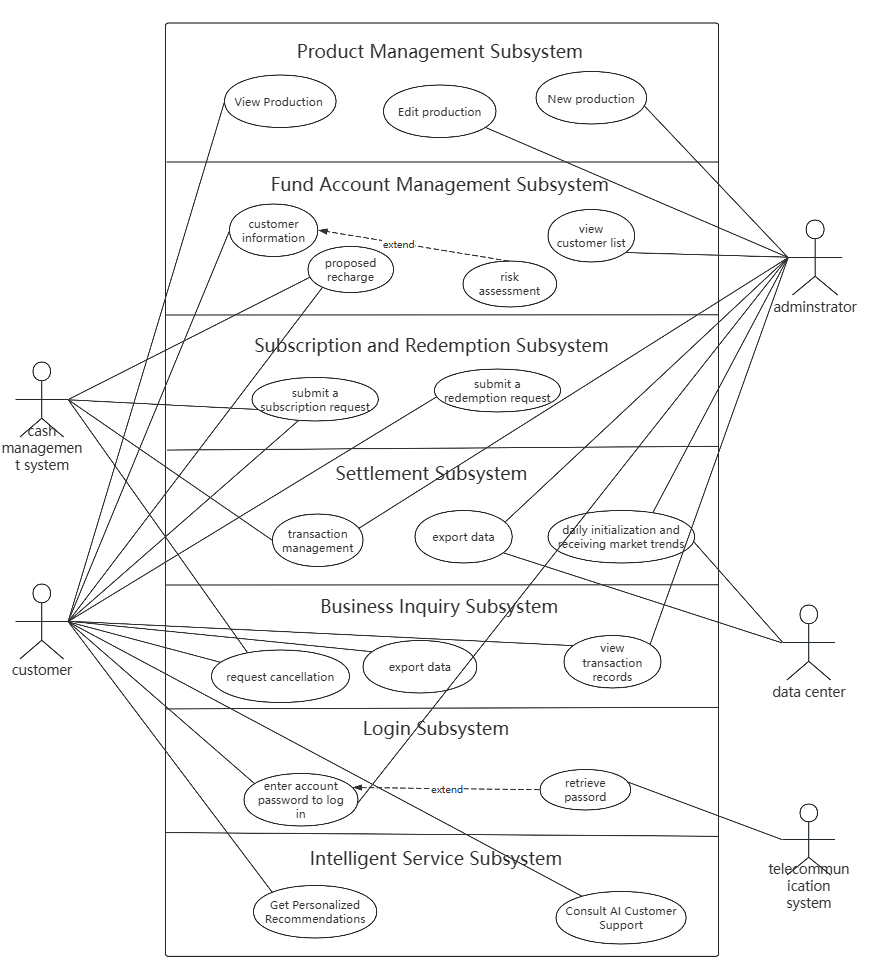 Product Management Subsystem
View Production
Edit production
New production
Fund Account Management Subsystem
customer
information
extend
view
customer list
proposed
recharge
risk
assessment
adminstrator
Subscription and Redemption Subsystem
submit a
subscription request
submit a
redemption request
cash
managemen
t system
Settlement Subsystem
transaction
management
export data
daily initialization and
receiving market trends
Business Inquiry Subsystem
request cancellation
export data
view
transaction
records
customer
data center
Login Subsystem
enter account
password to log
in
extend
retrieve
passord
telecommun
ication
system
Intelligent Service Subsystem
Get Personalized
Recommendations
Consult AI Customer
Support